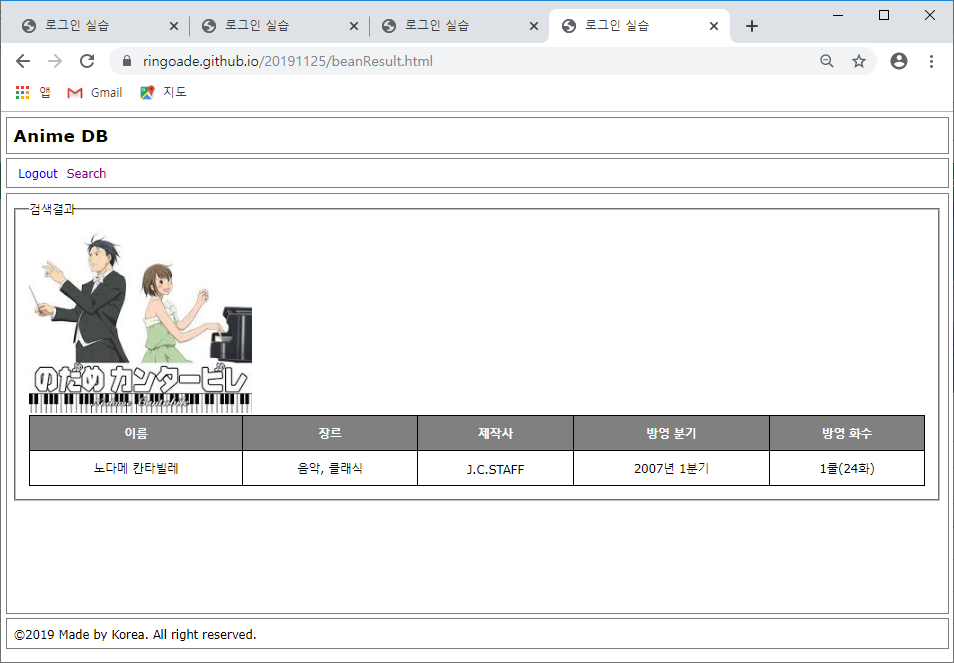 로그인 실습 로그인 실습 로그인 실습 로그인 실습
ringoade.github.io/20191125/beanResult.html
앱 Gmail 지도
Anime DB
Logout Search
검색결과
のだめ カンタービレ
이름 장르 제작사 방영 분기 방영 화수
노다메 칸타빌레 음악, 클래식 J.C.STAFF 2007년 1분기 1쿨(24화)
©2019 Made by Korea. All right reserved.